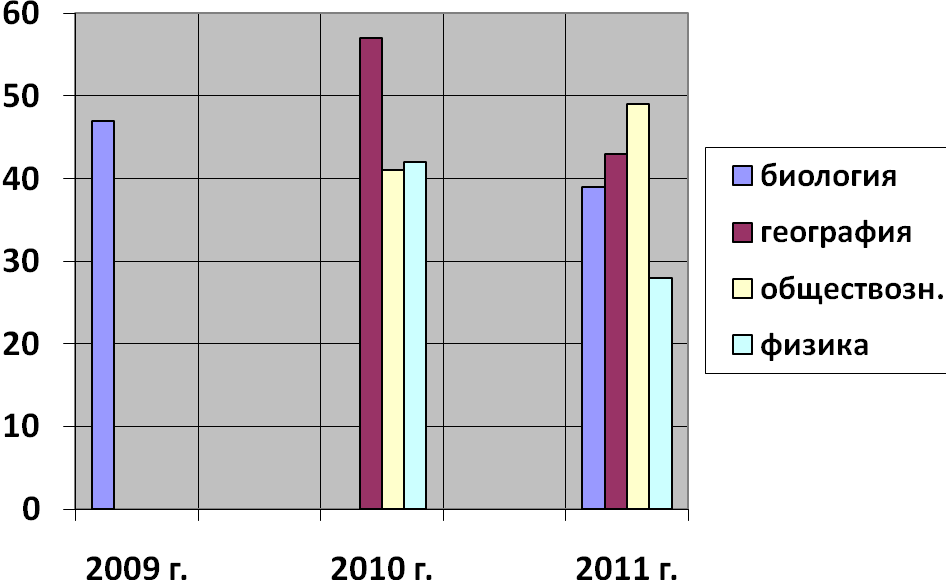 60
50
40
30
20
10
0
2009 г.
2010 г.
2011 г.
биология
география
обществозн.
физика